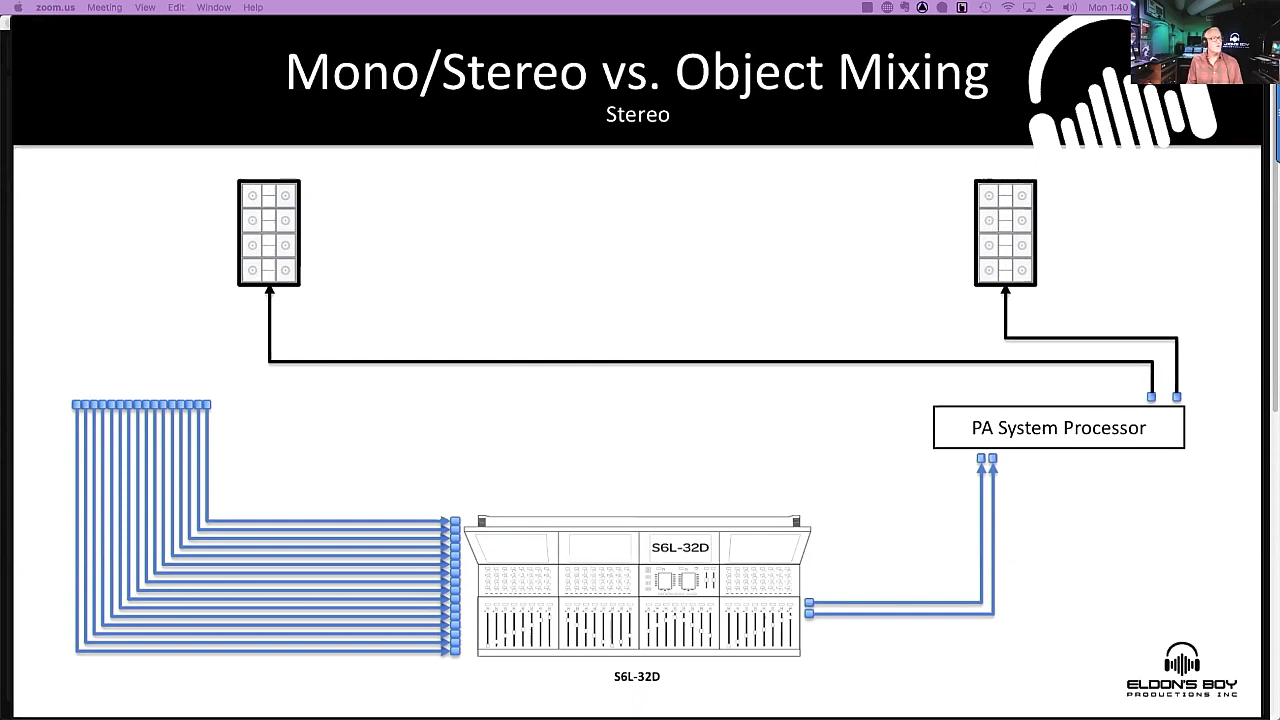 zoom.us Meeting View Edit Window Help
Mon 1:40
Mono/Stereo vs. Object Mixing
Stereo
PA System Processor
S6L-32D
S6L-32D
ELDON'S BOY
PRODUCTIONS INC